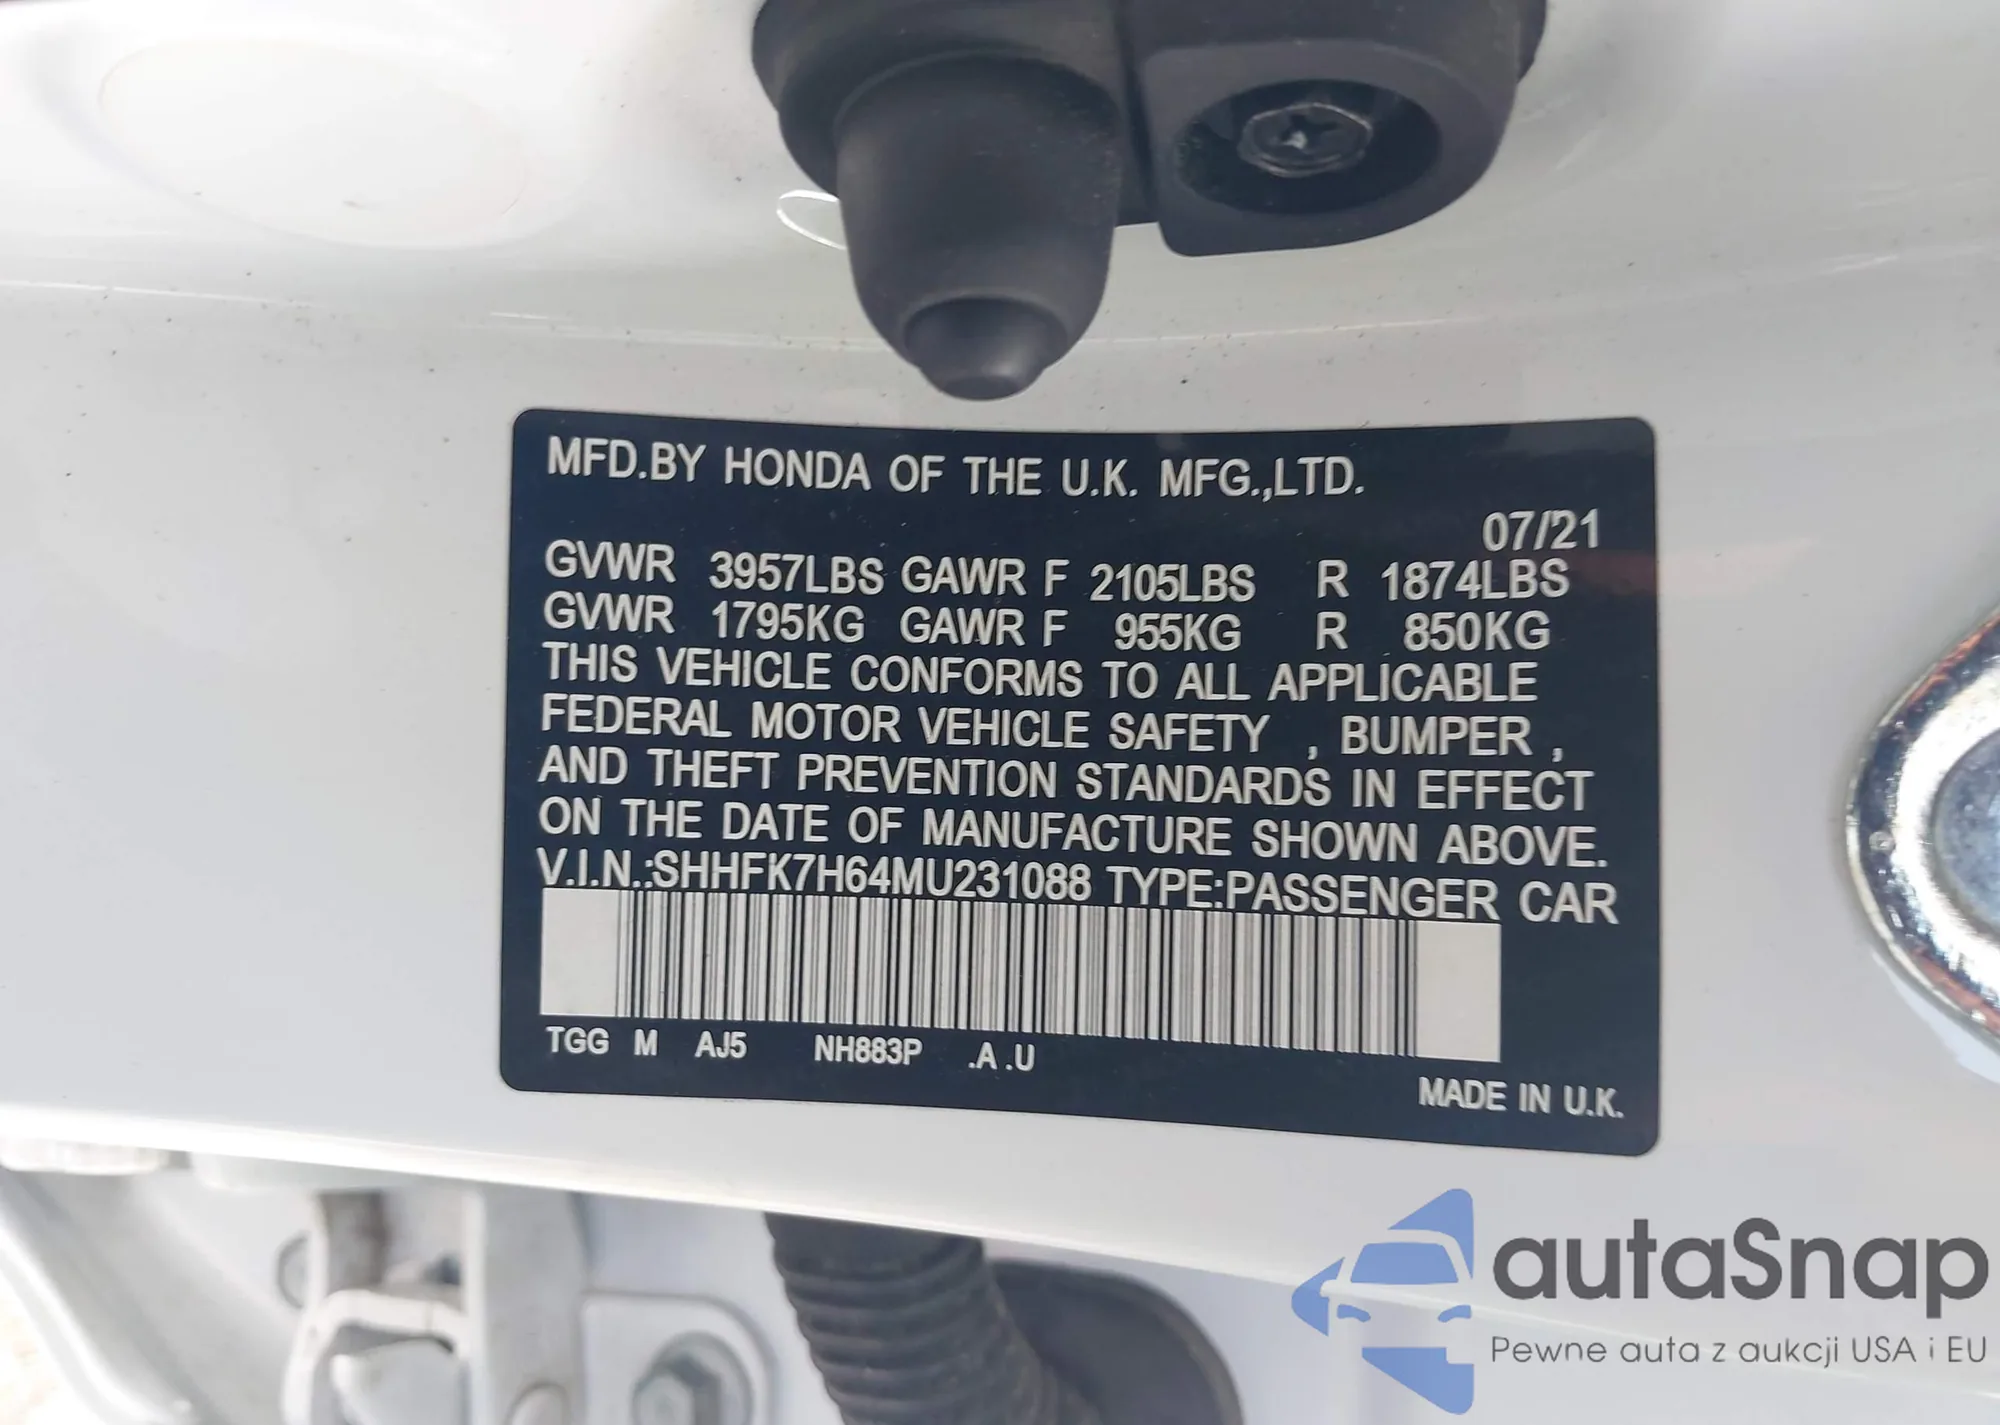 MFD.BY HONDA OF THE U.K. MFG.,LTD.
07/21
GVWR 3957LBS GAWR F 2105LBS R 1874LBS
GVWR 1795KG GAWR F 955KG R 850KG
THIS VEHICLE CONFORMS TO ALL APPLICABLE
FEDERAL MOTOR VEHICLE SAFETY , BUMPER ,
AND THEFT PREVENTION STANDARDS IN EFFECT
ON THE DATE OF MANUFACTURE SHOWN ABOVE.
V.I.N.:SHHFK7H64MU231088 TYPE:PASSENGER CAR
TGG M AJ5 NH883P .A .U
MADE IN U.K.
autaSnap
Pewne auta z aukcji USA i EU